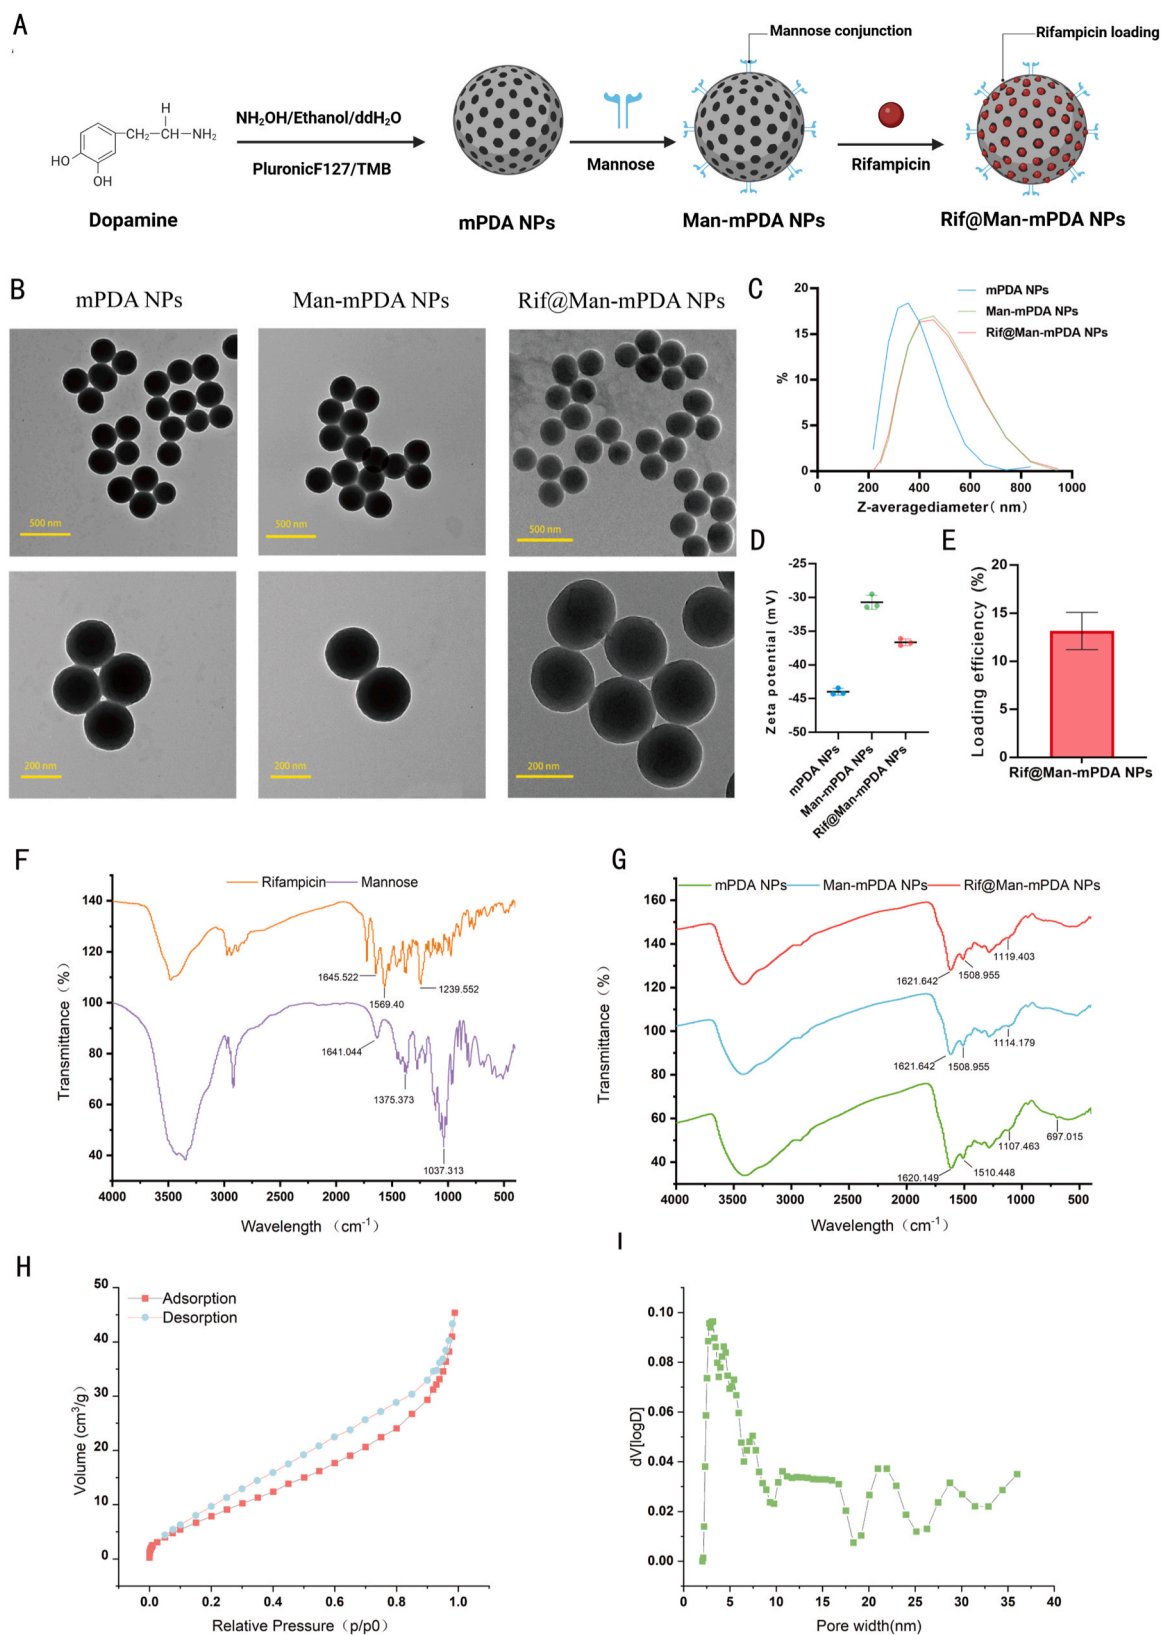 A
Mannose conjunction
Rifampicin loading
H
CH₂—CH—NH₂
HO
OH
NH₂OH/Ethanol/ddH₂O
PluronicF127/TMB
Mannose
Rifampicin
Dopamine
mPDA NPs
Man-mPDA NPs
Rif@Man-mPDA NPs
B
mPDA NPs
Man-mPDA NPs
Rif@Man-mPDA NPs
500 nm
500 nm
500 nm
200 nm
200 nm
200 nm
C
mPDA NPs
Man-mPDA NPs
Rif@Man-mPDA NPs
%
20
15
10
5
0
0 200 400 600 800 1000
Z-averagediameter( nm)
D
Zeta potential (mV)
-25
-30
-35
-40
-45
-50
mPDA NPs
Man-mPDA NPs
Rif@Man-mPDA NPs
E
Loading efficiency (%)
20
15
10
5
0
Rif@Man-mPDA NPs
F
Rifampicin
Mannose
Transmittance（%）
140
120
100
80
60
40
1645.522
1569.40
1239.552
1641.044
1375.373
1037.313
4000 3500 3000 2500 2000 1500 1000 500
Wavelength （cm⁻¹）
G
mPDA NPs
Man-mPDA NPs
Rif@Man-mPDA NPs
Transmittance（%）
160
140
120
100
80
60
40
1621.642
1508.955
1119.403
1621.642
1508.955
1114.179
1620.149
1510.448
1107.463
697.015
4000 3500 3000 2500 2000 1500 1000 500
Wavelength （cm⁻¹）
H
Adsorption
Desorption
Volume (cm³/g)
50
40
30
20
10
0
0.0 0.2 0.4 0.6 0.8 1.0
Relative Pressure（p/p0）
I
dV[logD]
0.10
0.08
0.06
0.04
0.02
0.00
0 5 10 15 20 25 30 35 40
Pore width(nm)